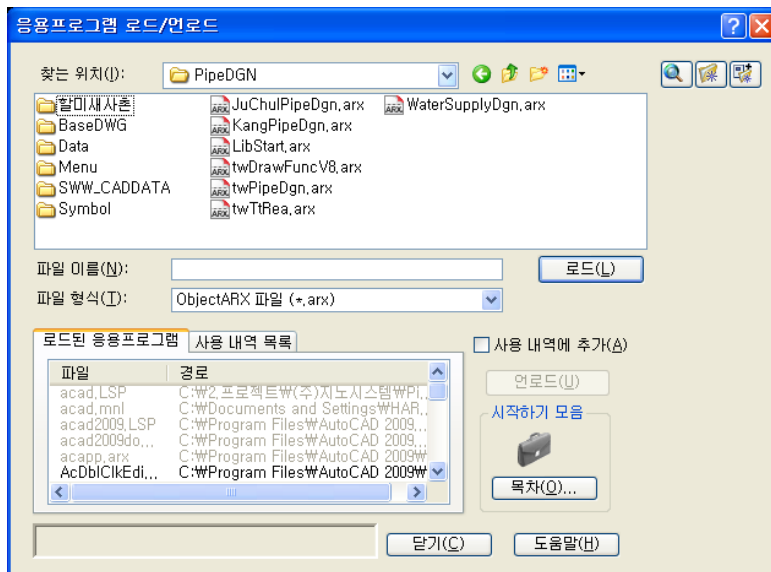 응용프로그램 로드/언로드
찾는 위치(I): PipeDGN
할미새사촌 JuChulPipeDgn.arx WaterSupplyDgn.arx
BaseDWG KangPipeDgn.arx
Data LibStart.arx
Menu twDrawFuncV8.arx
SWW_CADDATA twPipeDgn.arx
Symbol twTtRea.arx
파일 이름(N): 로드(L)
파일 형식(T): ObjectARX 파일 (*.arx)
로드된 응용프로그램 사용 내역 목록 사용 내역에 추가(A)
파일 경로
acad.LSP C:₩2.프로젝트₩(주)지노시스템₩Pi...
acad.mnl C:₩Documents and Settings₩HAR...
acad2009.LSP C:₩Program Files₩AutoCAD 2009...
acad2009do... C:₩Program Files₩AutoCAD 2009...
acapp.arx C:₩Program Files₩AutoCAD 2009...
AcDblClkEdi... C:₩Program Files₩AutoCAD 2009₩
언로드(U)
시작하기 모음
목차(O)...
닫기(C) 도움말(H)